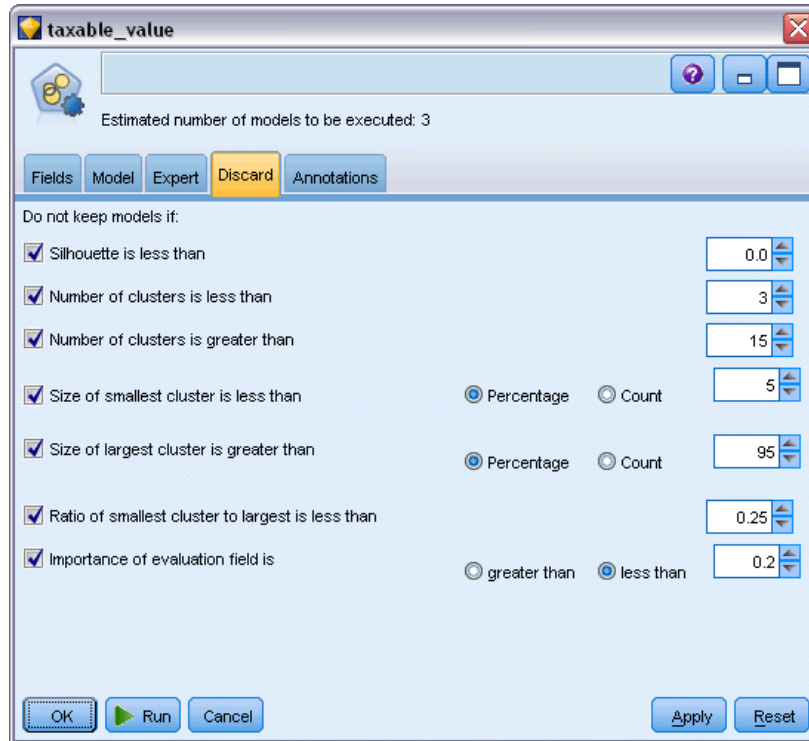 taxable_value
?
Estimated number of models to be executed: 3
Fields Model Expert Discard Annotations
Do not keep models if:
Silhouette is less than 0.0
Number of clusters is less than 3
Number of clusters is greater than 15
Size of smallest cluster is less than Percentage Count 5
Size of largest cluster is greater than Percentage Count 95
Ratio of smallest cluster to largest is less than 0.25
Importance of evaluation field is greater than less than 0.2
OK Run Cancel Apply Reset